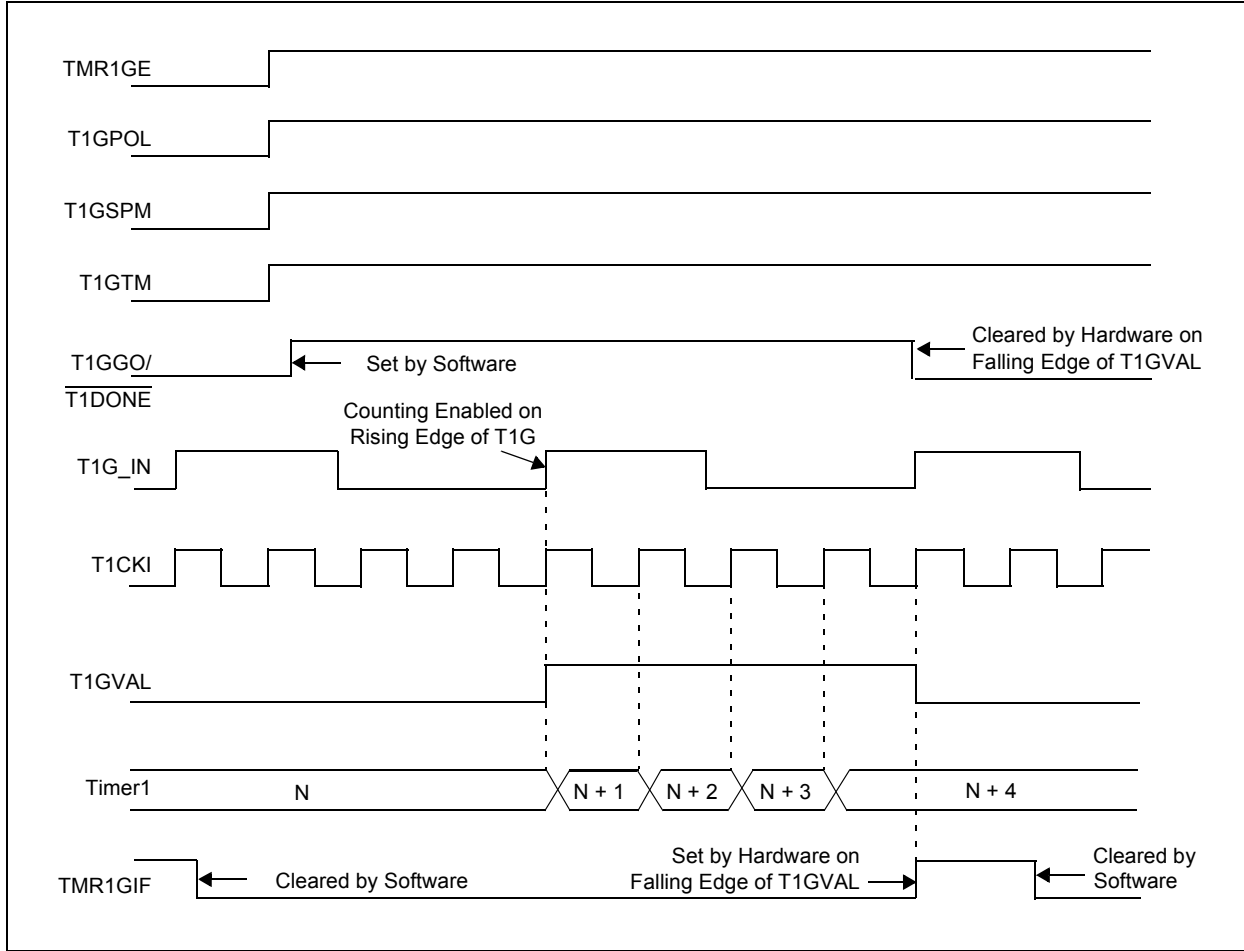 TMR1GE
T1GPOL
T1GSPM
T1GTM
T1GGO/
T1DONE
Set by Software
Cleared by Hardware on
Falling Edge of T1GVAL
Counting Enabled on
Rising Edge of T1G
T1G_IN
T1CKI
T1GVAL
Timer1
N
N + 1
N + 2
N + 3
N + 4
TMR1GIF
Cleared by Software
Set by Hardware on
Falling Edge of T1GVAL
Cleared by
Software